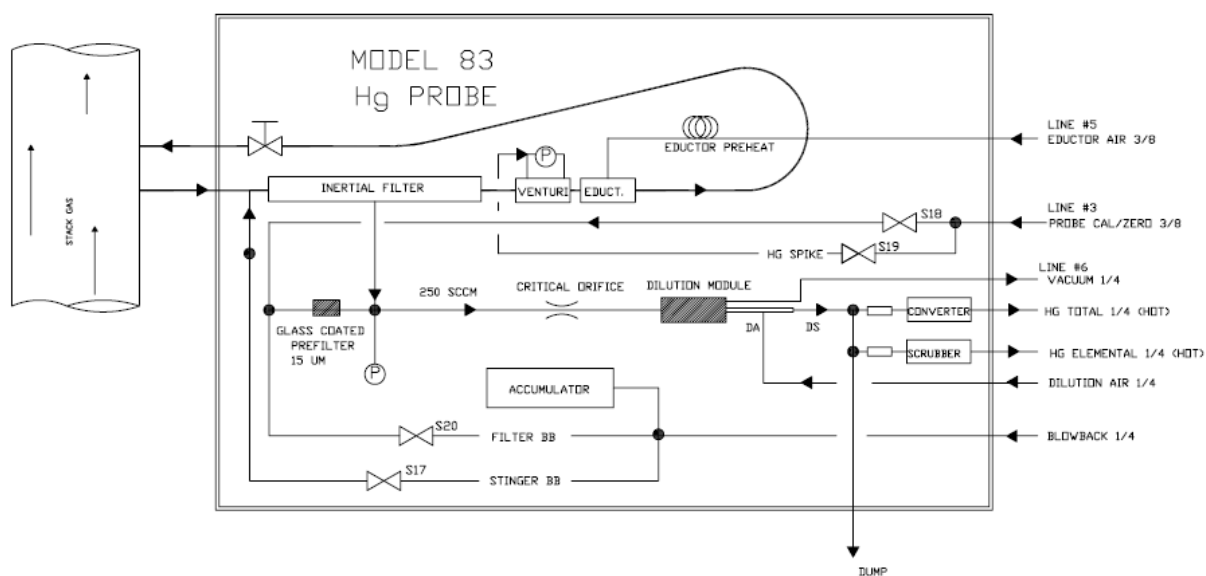 MODEL 83
Hg PROBE
STACK GAS
LINE #5
EDUCTOR AIR 3/8
EDUCTOR PREHEAT
P
INERTIAL FILTER
VENTURI
EDUCT.
S18
LINE #3
PROBE CAL/ZERO 3/8
HG SPIKE
S19
LINE #6
VACUUM 1/4
250 SCCM
CRITICAL ORIFICE
DILUTION MODULE
DA
DS
CONVERTER
HG TOTAL 1/4 (HOT)
GLASS COATED
PREFILTER
15 UM
P
SCRUBBER
HG ELEMENTAL 1/4 (HOT)
DILUTION AIR 1/4
ACCUMULATOR
S20
FILTER BB
BLOWBACK 1/4
S17
STINGER BB
DUMP